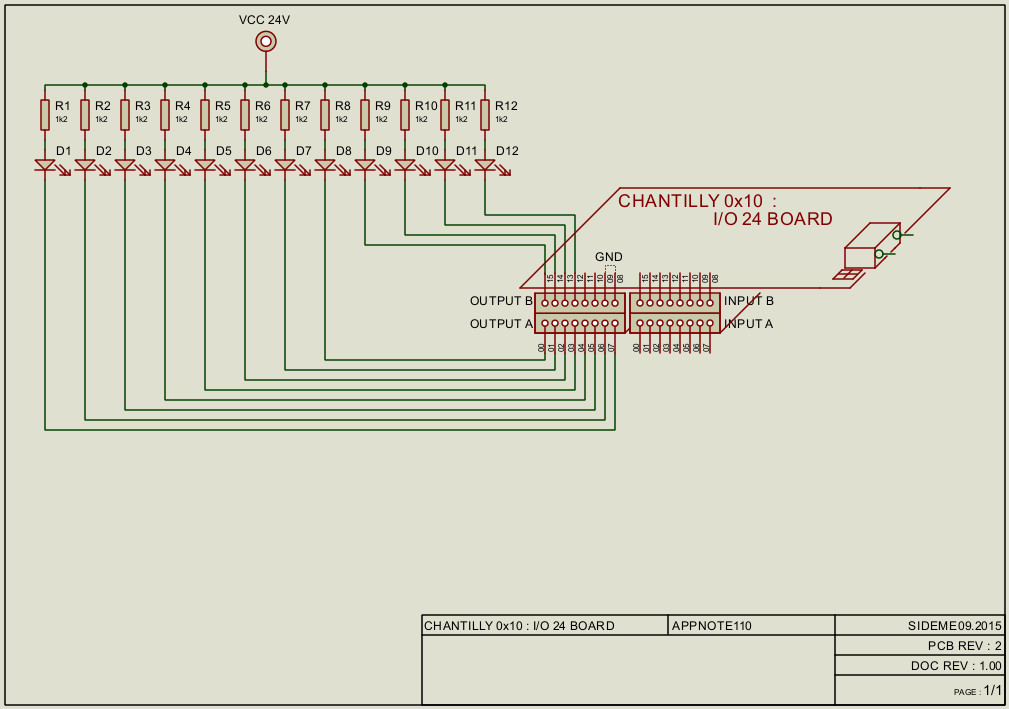 VCC 24V
R1 R2 R3 R4 R5 R6 R7 R8 R9 R10 R11 R12
1k2 1k2 1k2 1k2 1k2 1k2 1k2 1k2 1k2 1k2 1k2 1k2
D1 D2 D3 D4 D5 D6 D7 D8 D9 D10 D11 D12
CHANTILLY 0x10 :
I/O 24 BOARD
GND
15 14 13 12 11 10 09 08
15 14 13 12 11 10 09 08
OUTPUT B
INPUT B
OUTPUT A
INPUT A
00 01 02 03 04 05 06 07
00 01 02 03 04 05 06 07
CHANTILLY 0x10 : I/O 24 BOARD
APPNOTE110
SIDEME09.2015
PCB REV : 2
DOC REV : 1.00
PAGE : 1/1